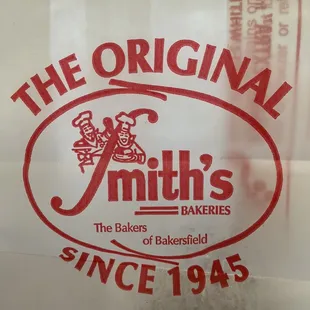 THE ORIGINAL
Smith's
BAKERIES
The Bakers
of Bakersfield
SINCE 1945